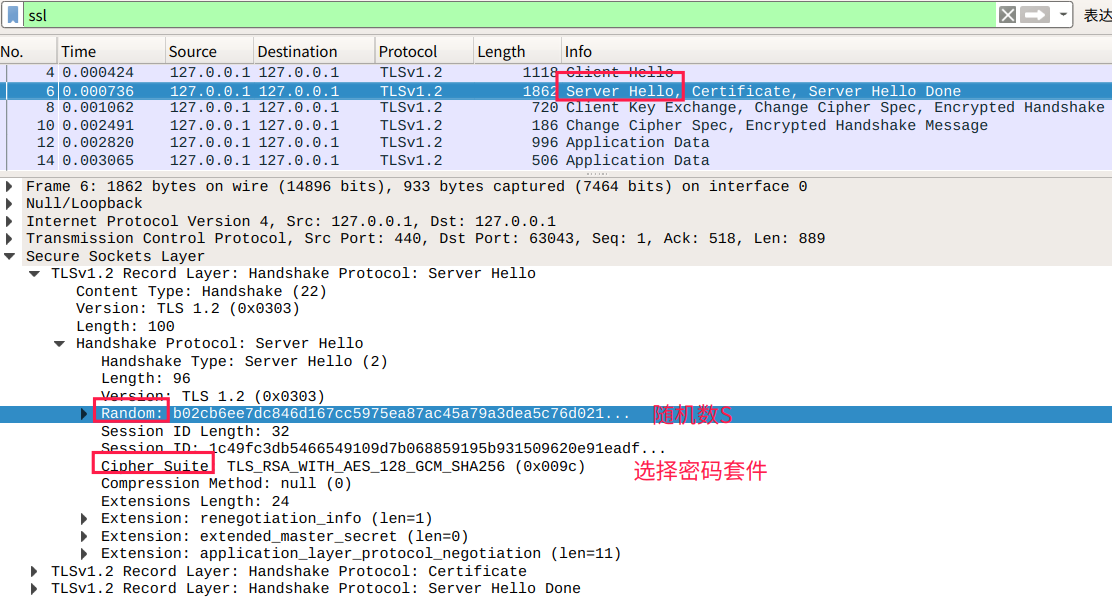 ssl
表达
No. Time Source Destination Protocol Length Info
4 0.000424 127.0.0.1 127.0.0.1 TLSv1.2 1118 Client Hello
6 0.000736 127.0.0.1 127.0.0.1 TLSv1.2 1862 Server Hello, Certificate, Server Hello Done
8 0.001062 127.0.0.1 127.0.0.1 TLSv1.2 720 Client Key Exchange, Change Cipher Spec, Encrypted Handshake
10 0.002491 127.0.0.1 127.0.0.1 TLSv1.2 186 Change Cipher Spec, Encrypted Handshake Message
12 0.002820 127.0.0.1 127.0.0.1 TLSv1.2 996 Application Data
14 0.003065 127.0.0.1 127.0.0.1 TLSv1.2 506 Application Data
Frame 6: 1862 bytes on wire (14896 bits), 933 bytes captured (7464 bits) on interface 0
Null/Loopback
Internet Protocol Version 4, Src: 127.0.0.1, Dst: 127.0.0.1
Transmission Control Protocol, Src Port: 440, Dst Port: 63043, Seq: 1, Ack: 518, Len: 889
Secure Sockets Layer
TLSv1.2 Record Layer: Handshake Protocol: Server Hello
Content Type: Handshake (22)
Version: TLS 1.2 (0x0303)
Length: 100
Handshake Protocol: Server Hello
Handshake Type: Server Hello (2)
Length: 96
Version: TLS 1.2 (0x0303)
Random: b02cb6ee7dc846d167cc5975ea87ac45a79a3dea5c76d021... 随机数S
Session ID Length: 32
Session ID: 1c49fc3db5466549109d7b068859195b931509620e91eadf...
Cipher Suite TLS_RSA_WITH_AES_128_GCM_SHA256 (0x009c) 选择密码套件
Compression Method: null (0)
Extensions Length: 24
Extension: renegotiation_info (len=1)
Extension: extended_master_secret (len=0)
Extension: application_layer_protocol_negotiation (len=11)
TLSv1.2 Record Layer: Handshake Protocol: Certificate
TLSv1.2 Record Layer: Handshake Protocol: Server Hello Done